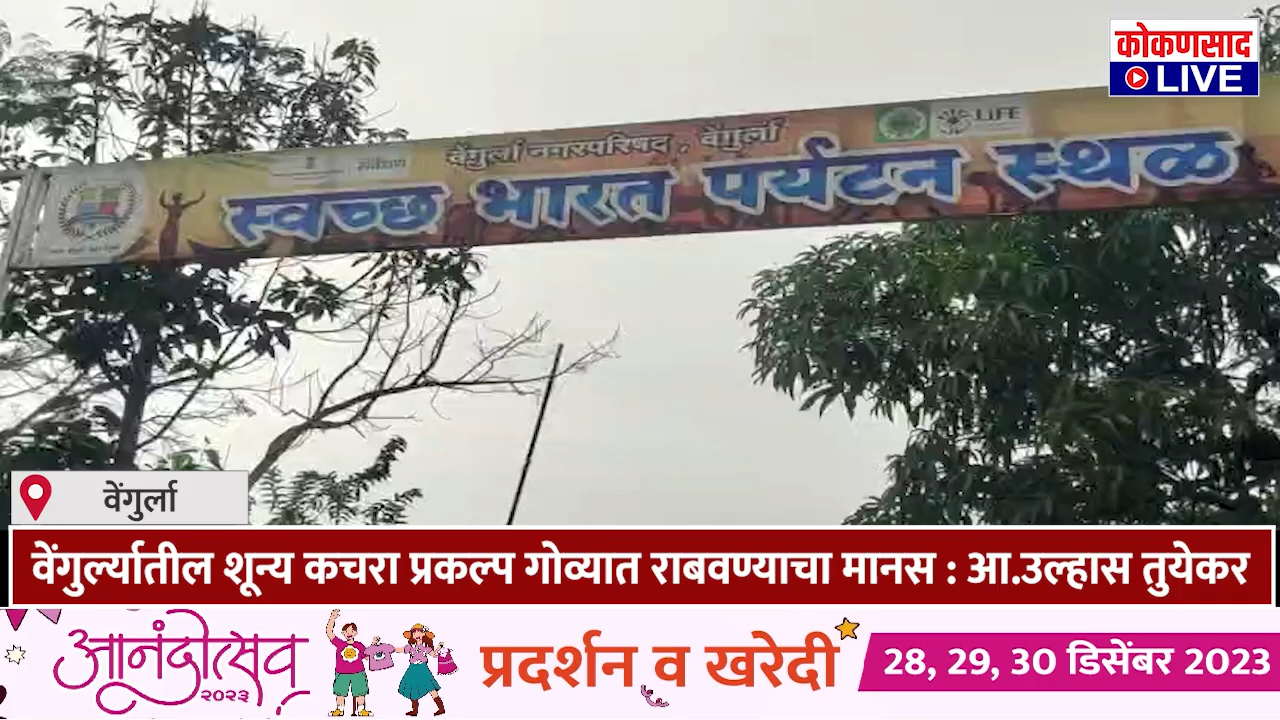 कोकणसाद
LIVE
वेंगुर्ला नगरपरिषद, वेंगुर्ला
LiFE
स्वच्छ भारत पर्यटन स्थळ
वेंगुर्ला
वेंगुर्ल्यातील शून्य कचरा प्रकल्प गोव्यात राबवण्याचा मानस : आ.उल्हास तुयेकर
आनंदोत्सव
२०२३
प्रदर्शन व खरेदी
28, 29, 30 डिसेंबर 2023